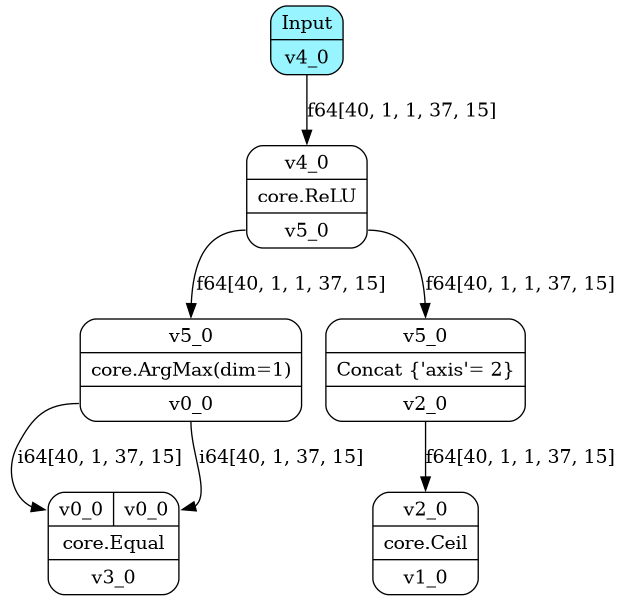 Input
v4_0
f64[40, 1, 1, 37, 15]
v4_0
core.ReLU
v5_0
f64[40, 1, 1, 37, 15] f64[40, 1, 1, 37, 15]
v5_0 v5_0
core.ArgMax(dim=1) Concat {'axis'= 2}
v0_0 v2_0
i64[40, 1, 37, 15] i64[40, 1, 37, 15] f64[40, 1, 1, 37, 15]
v0_0 v0_0 v2_0
core.Equal core.Ceil
v3_0 v1_0